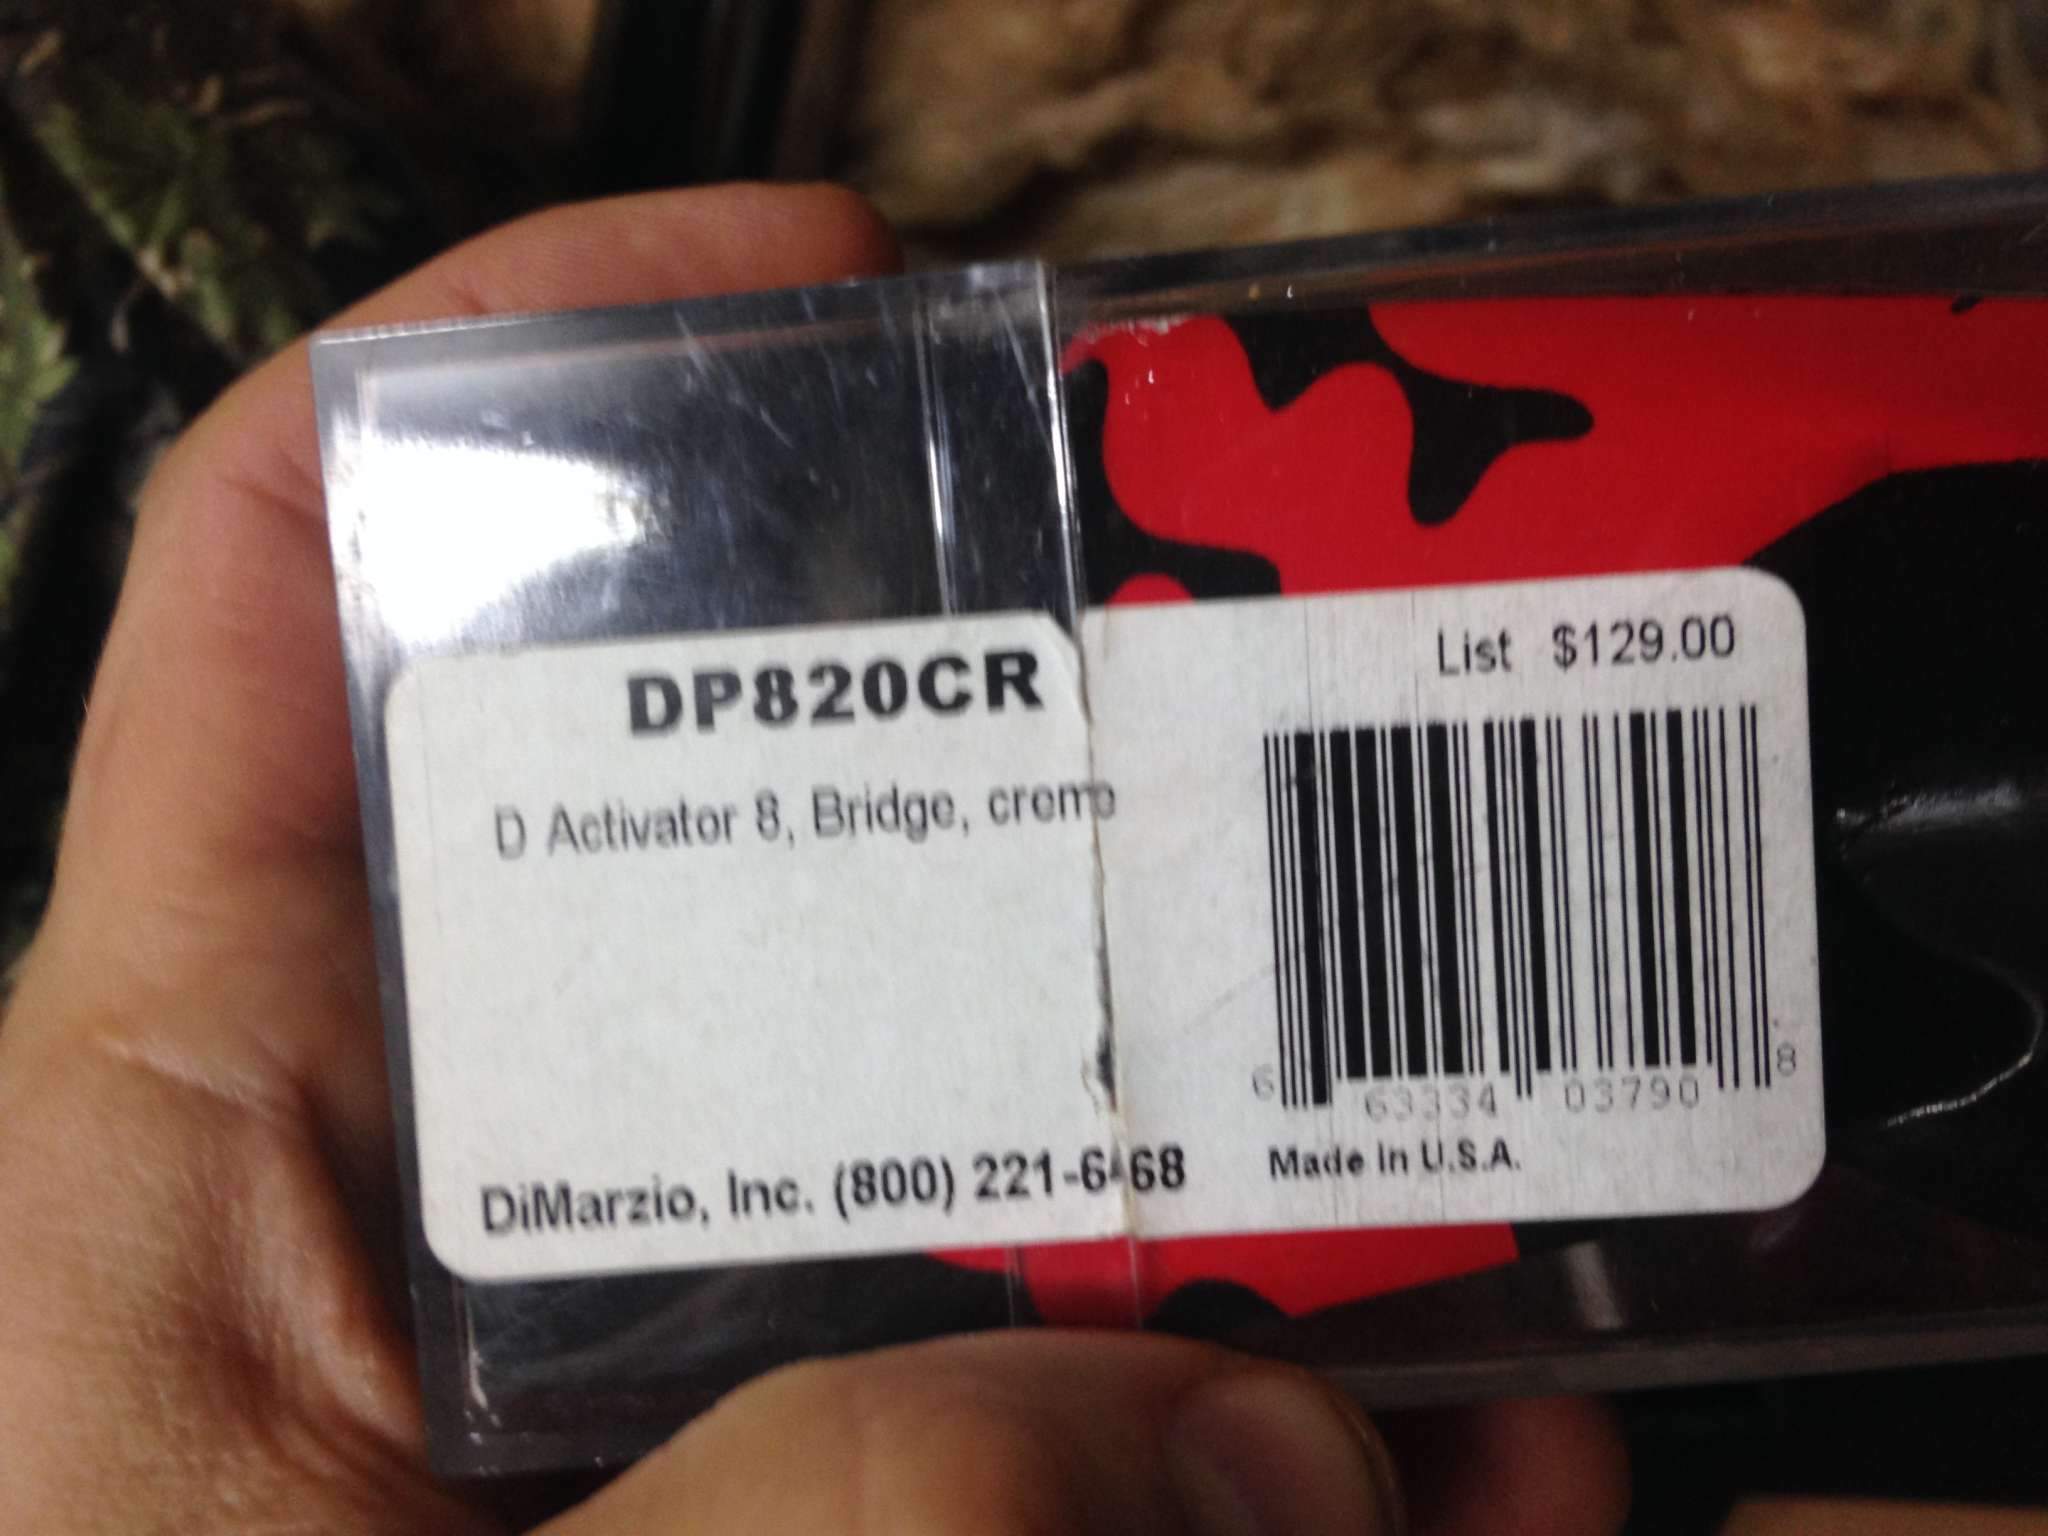 DP820CR
List $129.00
D Activator 8, Bridge, creme
6 63334 03790 8
DiMarzio, Inc. (800) 221-6468
Made in U.S.A.